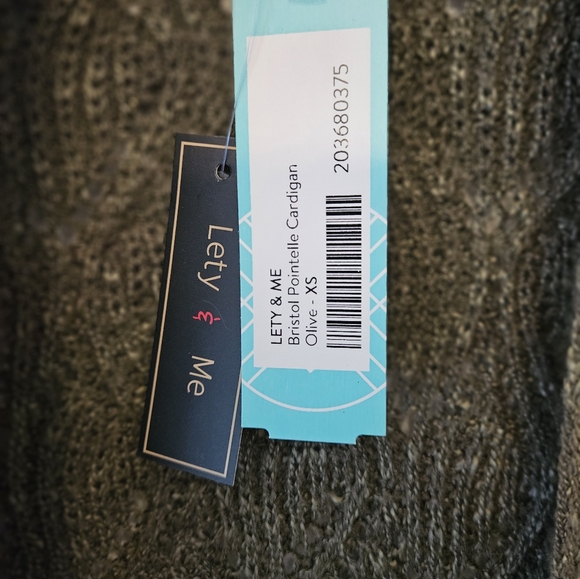 Lety & Me
LETY & ME
Bristol Pointelle Cardigan
Olive - XS
203680375